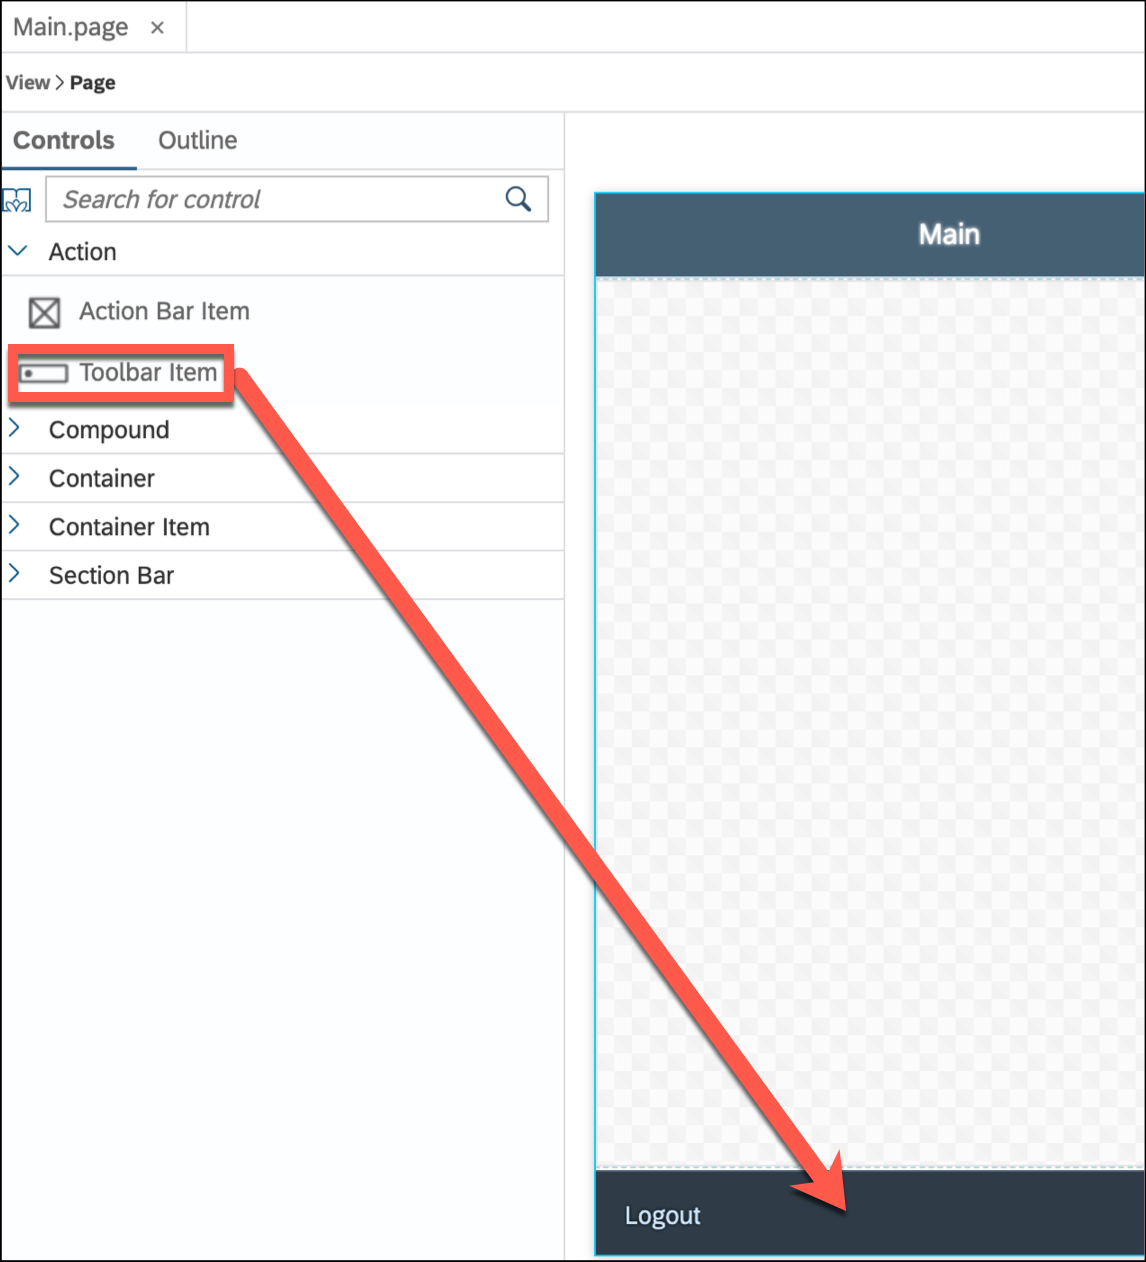 Main.page ×
View > Page
Controls Outline
Search for control
Action
Action Bar Item
Toolbar Item
Compound
Container
Container Item
Section Bar
Main
Logout